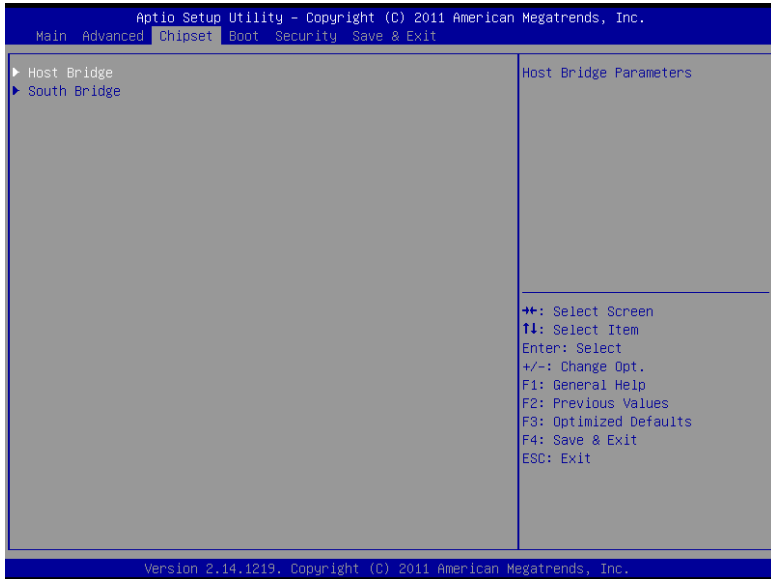 Aptio Setup Utility – Copyright (C) 2011 American Megatrends, Inc.
Main Advanced Chipset Boot Security Save & Exit
▶ Host Bridge
▶ South Bridge
Host Bridge Parameters
→←: Select Screen
↑↓: Select Item
Enter: Select
+/-: Change Opt.
F1: General Help
F2: Previous Values
F3: Optimized Defaults
F4: Save & Exit
ESC: Exit
Version 2.14.1219. Copyright (C) 2011 American Megatrends, Inc.